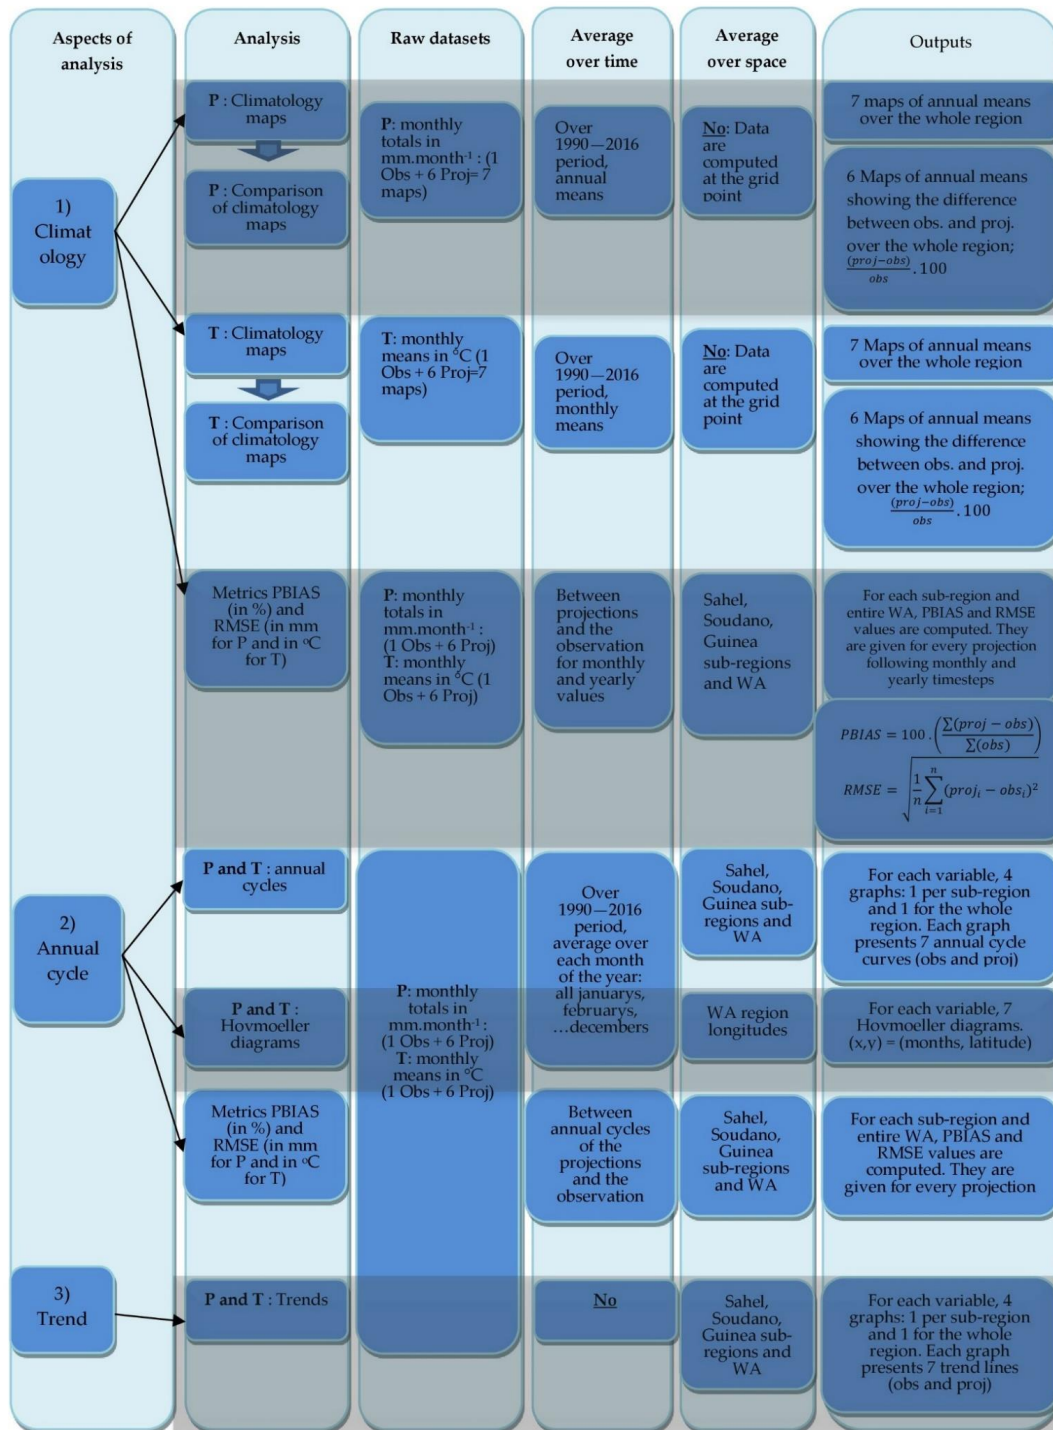 Aspects of
analysis
Analysis
Raw datasets
Average
over time
Average
over space
Outputs
1)
Climat
ology
P : Climatology
maps
P : Comparison
of climatology
maps
P: monthly
totals in
mm.month-1 : (1
Obs + 6 Proj= 7
maps)
Over
1990—2016
period,
annual
means
No: Data
are
computed
at the grid
point
7 maps of annual means
over the whole region
6 Maps of annual means
showing the difference
between obs. and proj.
over the whole region;
(proj−obs)/obs . 100
T : Climatology
maps
T : Comparison
of climatology
maps
T: monthly
means in °C (1
Obs + 6 Proj=7
maps)
Over
1990—2016
period,
monthly
means
No: Data
are
computed
at the grid
point
7 Maps of annual means
over the whole region
6 Maps of annual means
showing the difference
between obs. and proj.
over the whole region;
(proj−obs)/obs . 100
Metrics PBIAS
(in %) and
RMSE (in mm
for P and in °C
for T)
P: monthly
totals in
mm.month-1 :
(1 Obs + 6 Proj)
T: monthly
means in °C (1
Obs + 6 Proj)
Between
projections
and the
observation
for monthly
and yearly
values
Sahel,
Soudano,
Guinea
sub-regions
and WA
For each sub-region and
entire WA, PBIAS and RMSE
values are computed. They
are given for every projection
following monthly and
yearly timesteps
PBIAS = 100 . (∑(proj − obs)/∑(obs))
RMSE = √(1/n ∑_{i=1}^{n} (proj_i − obs_i)²)
2)
Annual
cycle
P and T : annual
cycles
P: monthly
totals in
mm.month-1 :
(1 Obs + 6 Proj)
T: monthly
means in °C
(1 Obs + 6 Proj)
Over
1990—2016
period,
average over
each month
of the year:
all januarys,
februarys,
…decembers
Sahel,
Soudano,
Guinea sub-
regions and
WA
For each variable, 4
graphs: 1 per sub-region
and 1 for the whole
region. Each graph
presents 7 annual cycle
curves (obs and proj)
P and T :
Hovmoeller
diagrams
WA region
longitudes
For each variable, 7
Hovmoeller diagrams.
(x,y) = (months, latitude)
Metrics PBIAS
(in %) and
RMSE (in mm
for P and in °C
for T)
Between
annual cycles
of the
projections
and the
observation
Sahel,
Soudano,
Guinea
sub-regions
and WA
For each sub-region and
entire WA, PBIAS and
RMSE values are
computed. They are
given for every projection
3)
Trend
P and T : Trends
No
Sahel,
Soudano,
Guinea sub-
regions and
WA
For each variable, 4
graphs: 1 per sub-region
and 1 for the whole
region. Each graph
presents 7 trend lines
(obs and proj)